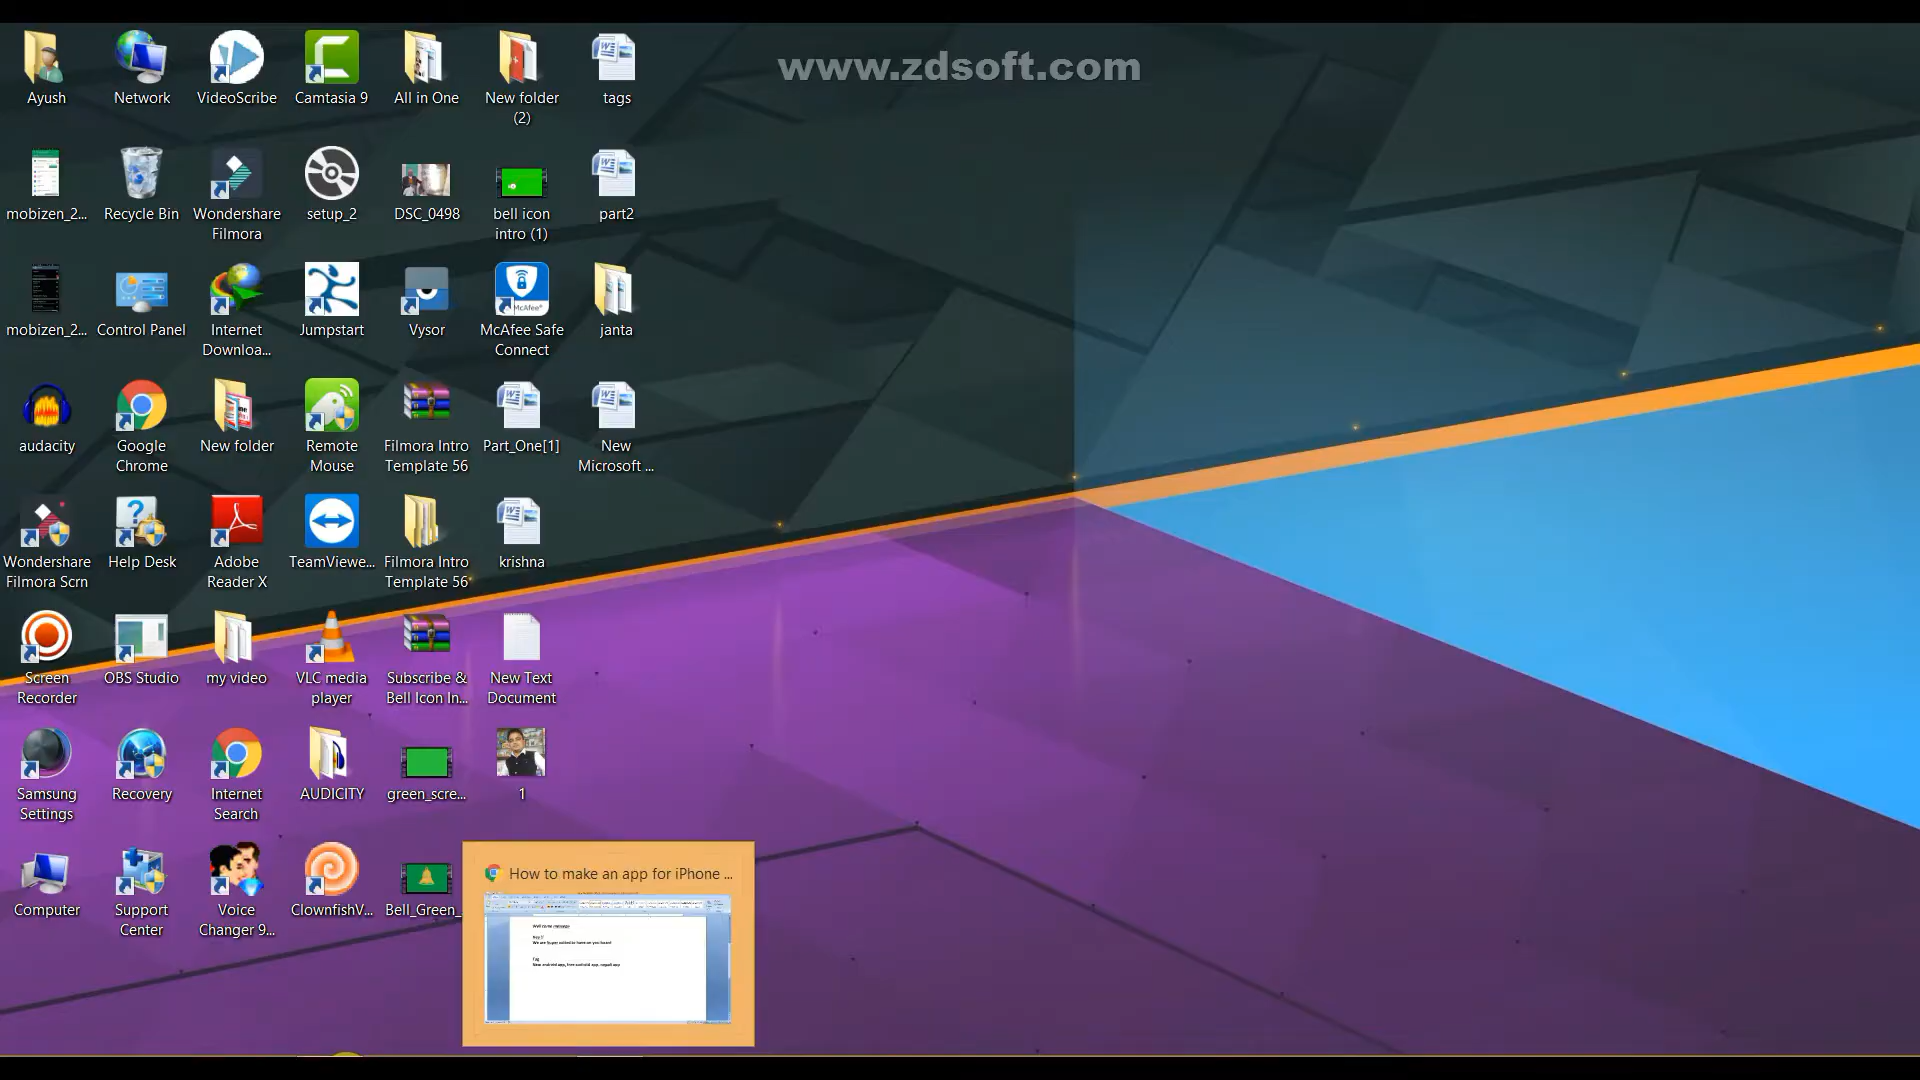 www.zdsoft.com
Ayush
Network
VideoScribe
Camtasia 9
All in One
New folder
(2)
tags
mobizen_2...
Recycle Bin
Wondershare
Filmora
setup_2
DSC_0498
bell icon
intro (1)
part2
mobizen_2...
Control Panel
Internet
Downloa...
Jumpstart
Vysor
McAfee®
McAfee Safe
Connect
janta
audacity
Google
Chrome
New folder
Remote
Mouse
Filmora Intro
Template 56
Part_One[1]
New
Microsoft ...
Wondershare
Filmora Scrn
Help Desk
Adobe
Reader X
TeamViewe...
Filmora Intro
Template 56
krishna
Screen
Recorder
OBS Studio
my video
VLC media
player
Subscribe &
Bell Icon In...
New Text
Document
Samsung
Settings
Recovery
Internet
Search
AUDICITY
green_scre...
1
Computer
Support
Center
Voice
Changer 9...
ClownfishV...
Bell_Green_
How to make an app for iPhone ...